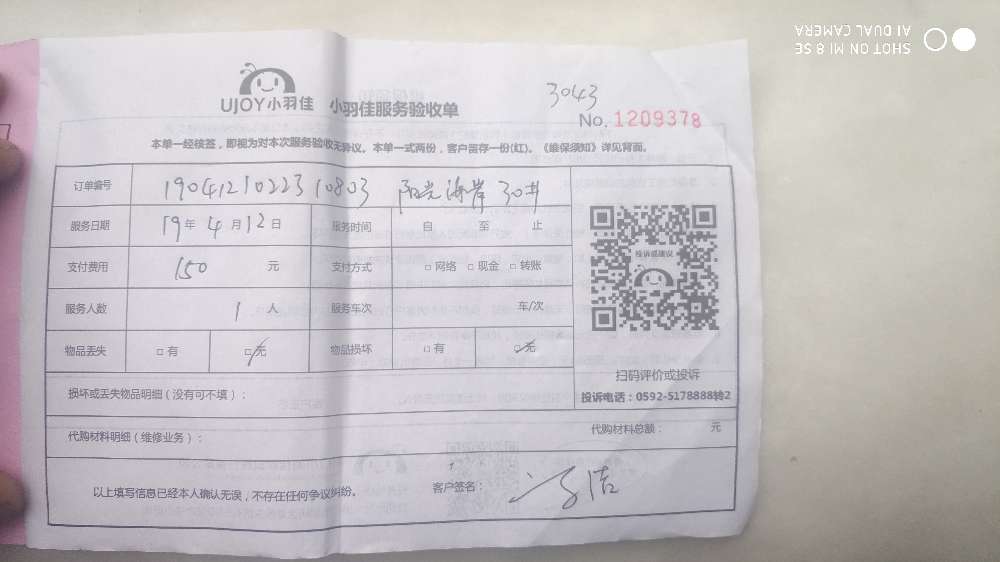 SHOT ON MI 8 SE
AI DUAL CAMERA
UJOY小羽佳 小羽佳服务验收单
3043
No. 1209378
本单一经核签，即视为对本次服务验收无异议。本单一式两份，客户留存一份(红)。《维保须知》详见背面。
订单编号 1904121022310803 阳光海岸 30#
服务日期 19年4月12日 服务时间 自 至 止
支付费用 150 元 支付方式 □网络 □现金 □转账
服务人数 1 人 服务车次 车/次
物品丢失 □有 □无 物品损坏 □有 □无
投诉或建议
扫码评价或投诉
投诉电话：0592-5178888转2
损坏或丢失物品明细（没有可不填）：
代购材料明细（维修业务）： 代购材料总额： 元
以上填写信息已经本人确认无误，不存在任何争议纠纷。 客户签名：